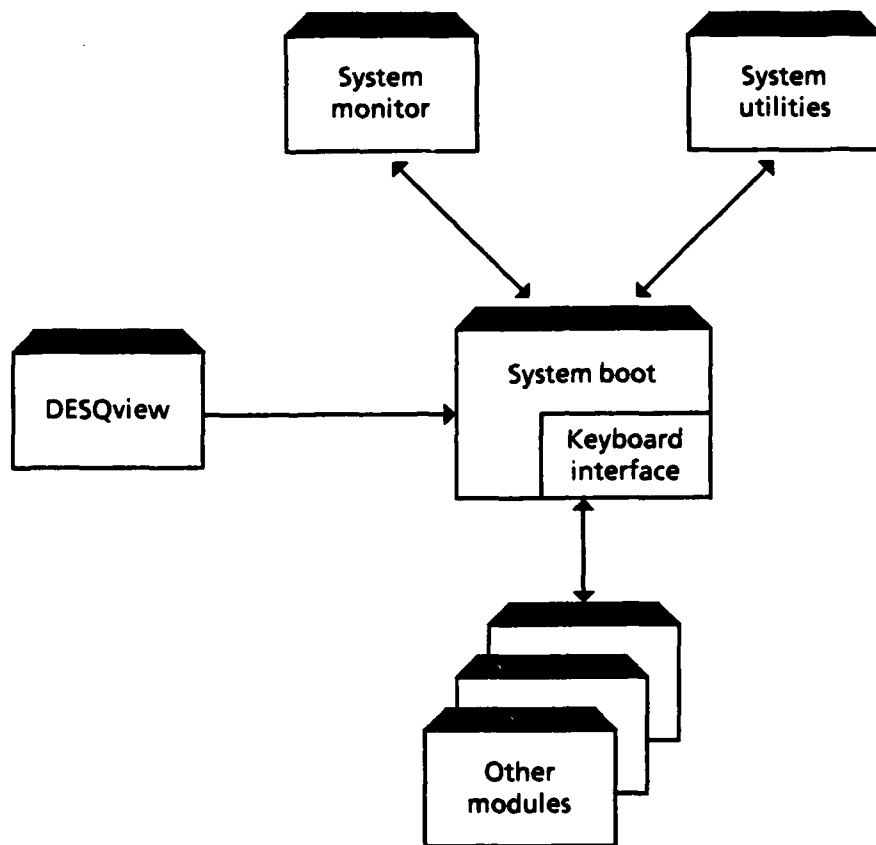 System
monitor
System
utilities
DESQview
System boot
Keyboard
interface
Other
modules